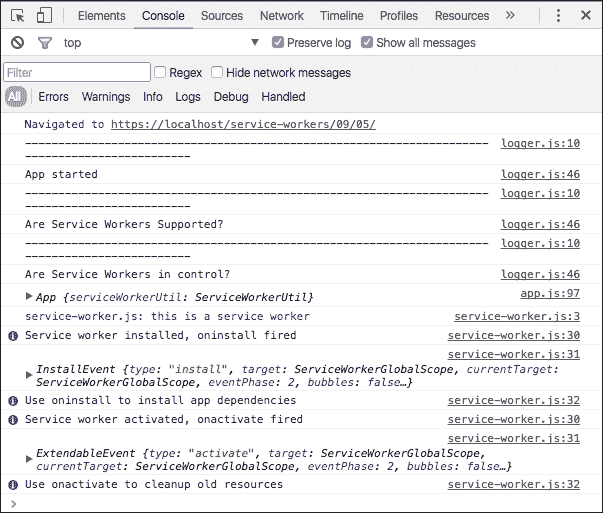 Elements Console Sources Network Timeline Profiles Resources »
top Preserve log Show all messages
Filter Regex Hide network messages
All Errors Warnings Info Logs Debug Handled
Navigated to https://localhost/service-workers/09/05/
---------------------------------------------------------------------- logger.js:10
-------------------------
App started logger.js:46
---------------------------------------------------------------------- logger.js:10
-------------------------
Are Service Workers Supported? logger.js:46
---------------------------------------------------------------------- logger.js:10
-------------------------
Are Service Workers in control? logger.js:46
App {serviceWorkerUtil: ServiceWorkerUtil} app.js:97
service-worker.js: this is a service worker service-worker.js:3
Service worker installed, oninstall fired service-worker.js:30
service-worker.js:31
InstallEvent {type: "install", target: ServiceWorkerGlobalScope, currentTarget:
ServiceWorkerGlobalScope, eventPhase: 2, bubbles: false…}
Use oninstall to install app dependencies service-worker.js:32
Service worker activated, onactivate fired service-worker.js:30
service-worker.js:31
ExtendableEvent {type: "activate", target: ServiceWorkerGlobalScope,
currentTarget: ServiceWorkerGlobalScope, eventPhase: 2, bubbles: false…}
Use onactivate to cleanup old resources service-worker.js:32
>